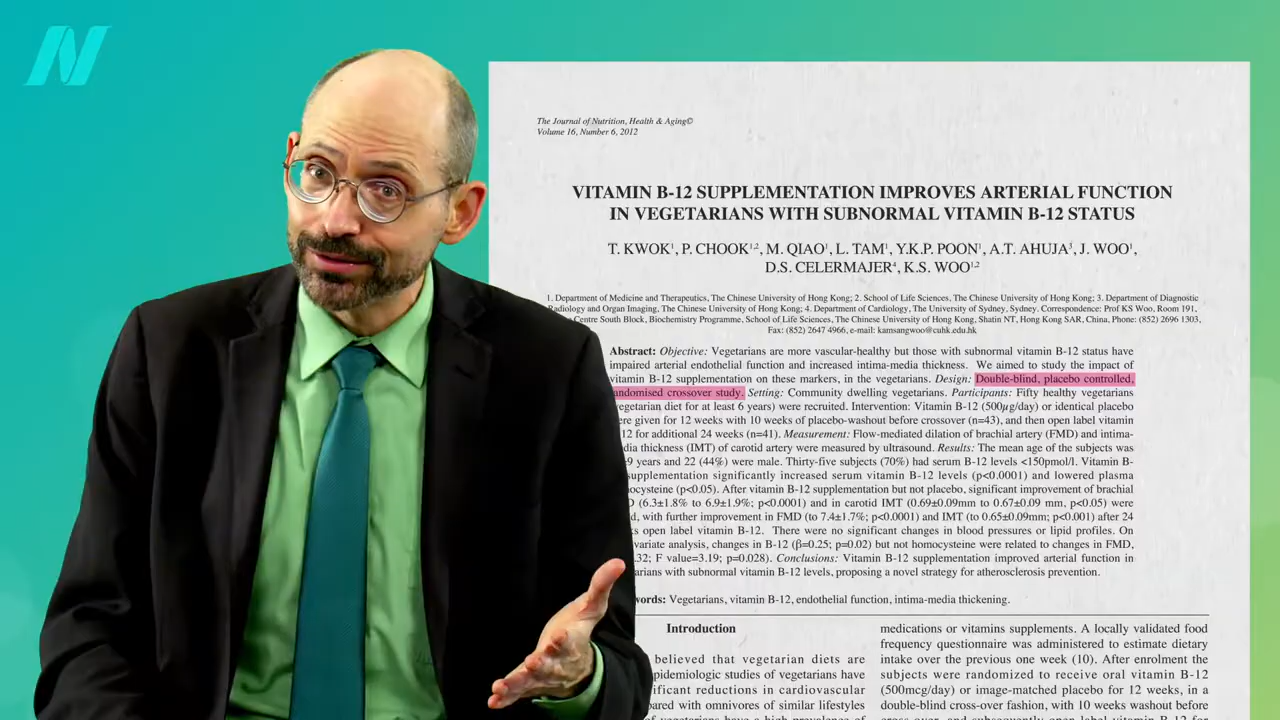 The Journal of Nutrition, Health & Aging©
Volume 16, Number 6, 2012
VITAMIN B-12 SUPPLEMENTATION IMPROVES ARTERIAL FUNCTION
IN VEGETARIANS WITH SUBNORMAL VITAMIN B-12 STATUS
T. KWOK¹, P. CHOOK¹,², M. QIAO¹, L. TAM¹, Y.K.P. POON¹, A.T. AHUJA³, J. WOO¹,
D.S. CELERMAJER⁴, K.S. WOO¹,²
1. Department of Medicine and Therapeutics, The Chinese University of Hong Kong; 2. School of Life Sciences, The Chinese University of Hong Kong; 3. Department of Diagnostic
Radiology and Organ Imaging, The Chinese University of Hong Kong; 4. Department of Cardiology, The University of Sydney, Sydney. Correspondence: Prof KS Woo, Room 191,
Centre South Block, Biochemistry Programme, School of Life Sciences, The Chinese University of Hong Kong, Shatin NT, Hong Kong SAR, China, Phone: (852) 2696 1303,
Fax: (852) 2647 4966, e-mail: kamsangwoo@cuhk.edu.hk
Abstract: Objective: Vegetarians are more vascular-healthy but those with subnormal vitamin B-12 status have
impaired arterial endothelial function and increased intima-media thickness. We aimed to study the impact of
vitamin B-12 supplementation on these markers, in the vegetarians. Design: Double-blind, placebo controlled,
andomised crossover study. Setting: Community dwelling vegetarians. Participants: Fifty healthy vegetarians
egetarian diet for at least 6 years) were recruited. Intervention: Vitamin B-12 (500µg/day) or identical placebo
ere given for 12 weeks with 10 weeks of placebo-washout before crossover (n=43), and then open label vitamin
12 for additional 24 weeks (n=41). Measurement: Flow-mediated dilation of brachial artery (FMD) and intima-
dia thickness (IMT) of carotid artery were measured by ultrasound. Results: The mean age of the subjects was
9 years and 22 (44%) were male. Thirty-five subjects (70%) had serum B-12 levels <150pmol/l. Vitamin B-
supplementation significantly increased serum vitamin B-12 levels (p<0.0001) and lowered plasma
ocysteine (p<0.05). After vitamin B-12 supplementation but not placebo, significant improvement of brachial
D (6.3±1.8% to 6.9±1.9%; p<0.0001) and in carotid IMT (0.69±0.09mm to 0.67±0.09 mm, p<0.05) were
d, with further improvement in FMD (to 7.4±1.7%; p<0.0001) and IMT (to 0.65±0.09mm; p<0.001) after 24
s open label vitamin B-12. There were no significant changes in blood pressures or lipid profiles. On
variate analysis, changes in B-12 (β=0.25; p=0.02) but not homocysteine were related to changes in FMD,
.32; F value=3.19; p=0.028). Conclusions: Vitamin B-12 supplementation improved arterial function in
arians with subnormal vitamin B-12 levels, proposing a novel strategy for atherosclerosis prevention.
words: Vegetarians, vitamin B-12, endothelial function, intima-media thickening.
Introduction
believed that vegetarian diets are
pidemiologic studies of vegetarians have
ificant reductions in cardiovascular
pared with omnivores of similar lifestyles
of vegetarians have a high prevalence of
medications or vitamins supplements. A locally validated food
frequency questionnaire was administered to estimate dietary
intake over the previous one week (10). After enrolment the
subjects were randomized to receive oral vitamin B-12
(500mcg/day) or image-matched placebo for 12 weeks, in a
double-blind cross-over fashion, with 10 weeks washout before
cross-over, and subsequently open label vitamin B-12 for